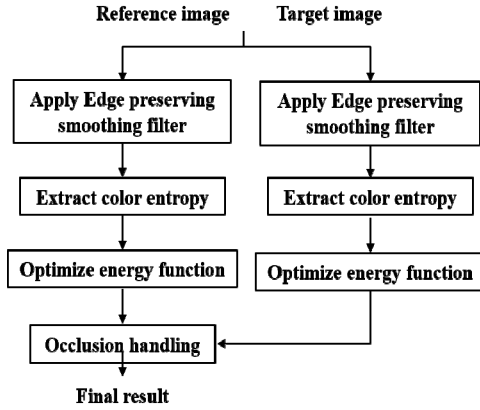 Reference image
Target image
Apply Edge preserving
smoothing filter
Extract color entropy
Optimize energy function
Apply Edge preserving
smoothing filter
Extract color entropy
Optimize energy function
Occlusion handling
Final result